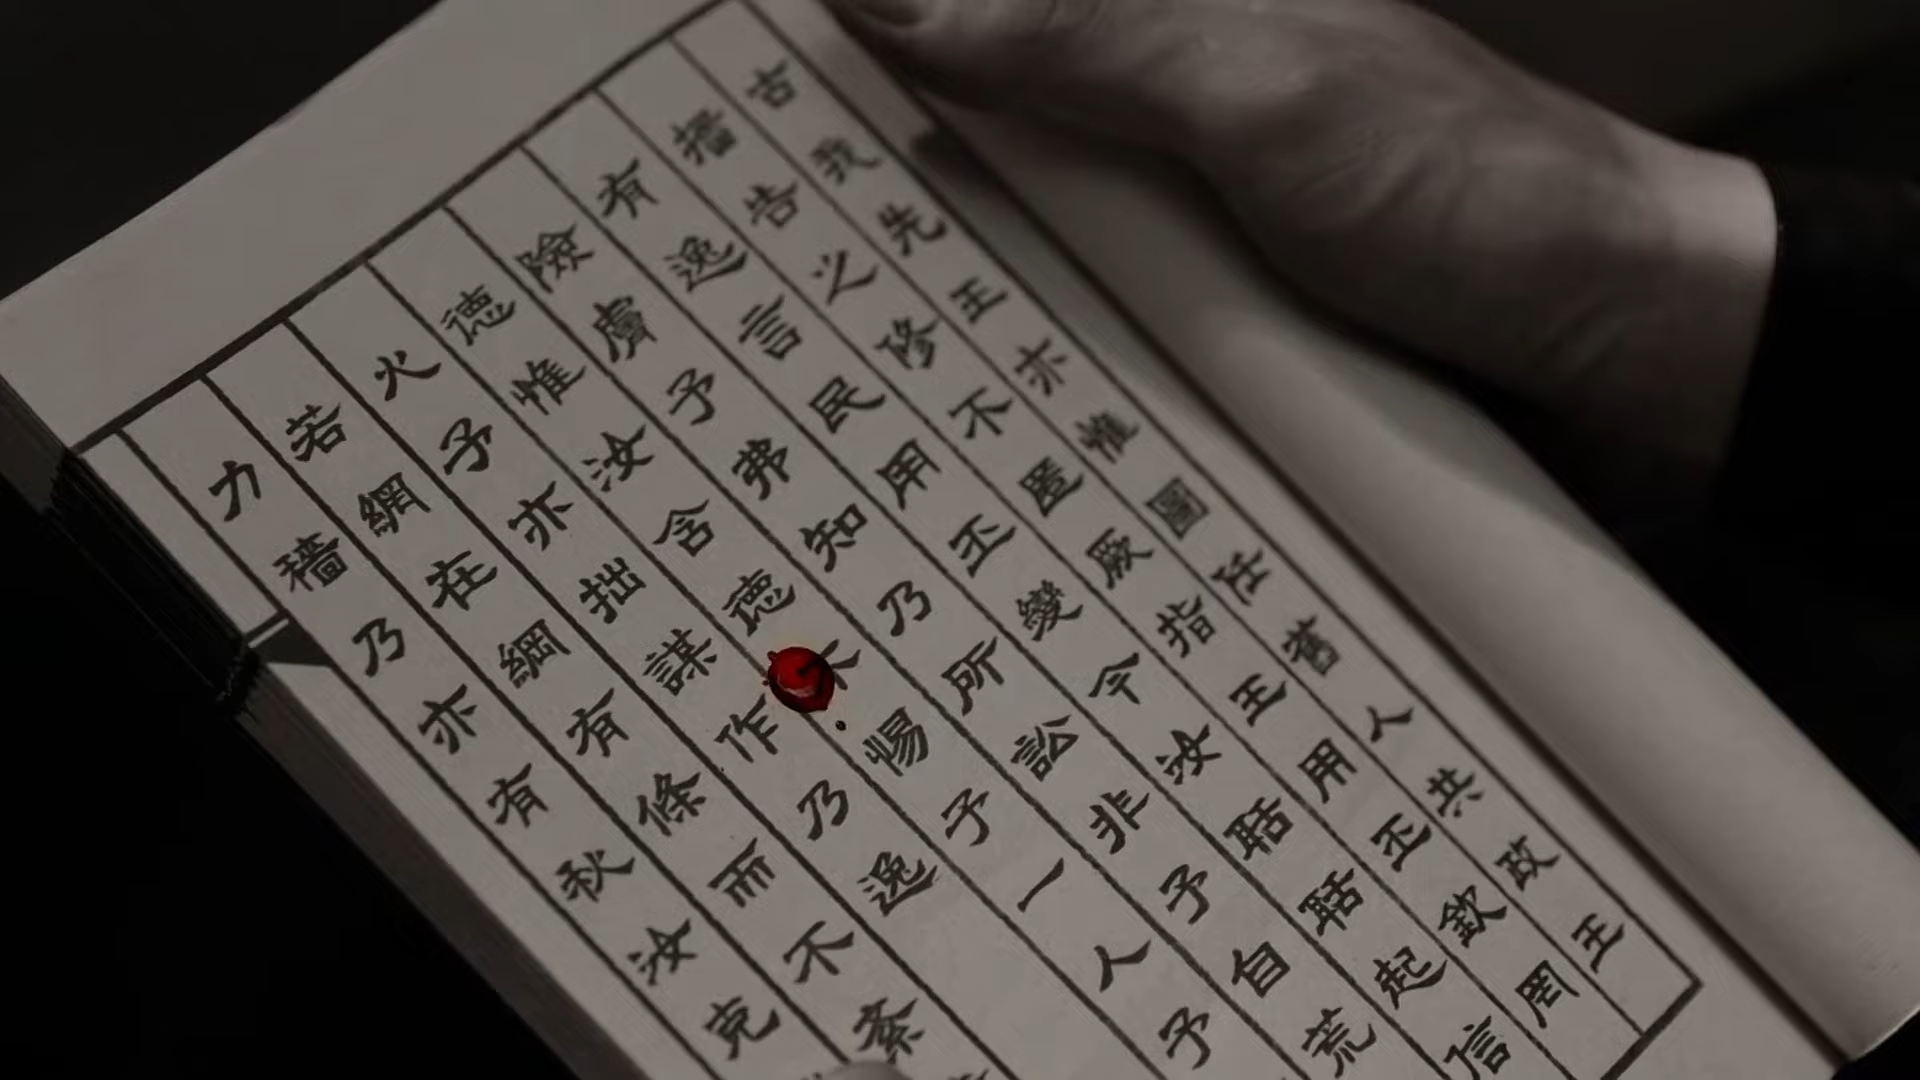 古我先王亦惟圖任舊人共政王
播告之修不匿厥指王用丕欽罔
有逸言民用丕變今汝聒聒起信
險膚予弗知乃所訟非予自荒
德惟汝含德不惕予一人予
火予亦拙謀作乃逸
若網在綱有條而不紊
力穡乃亦有秋汝克